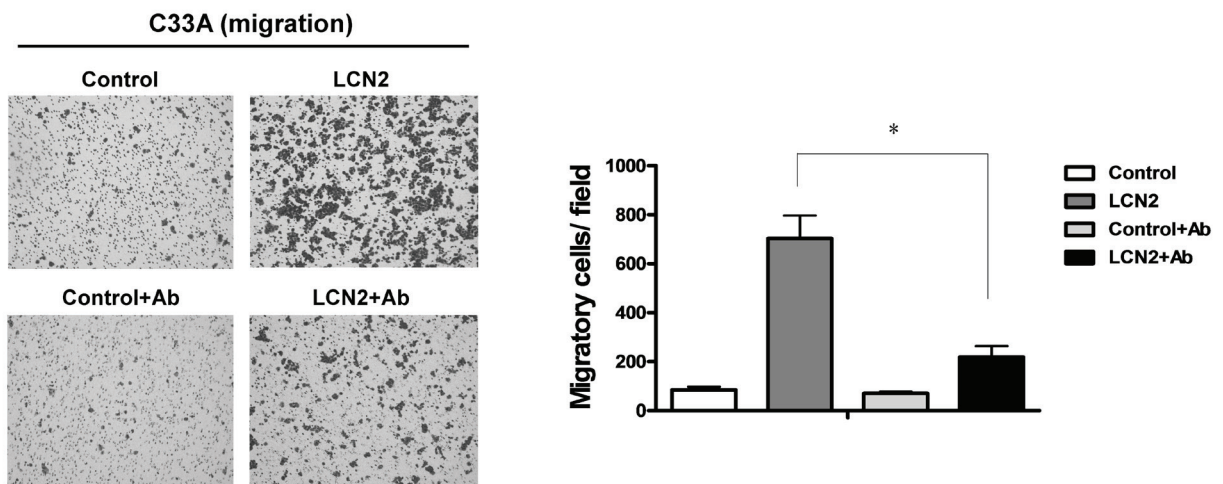 C33A (migration)
Control LCN2
Control+Ab LCN2+Ab
*
Migratory cells/ field
1000
800
600
400
200
0
Control
LCN2
Control+Ab
LCN2+Ab